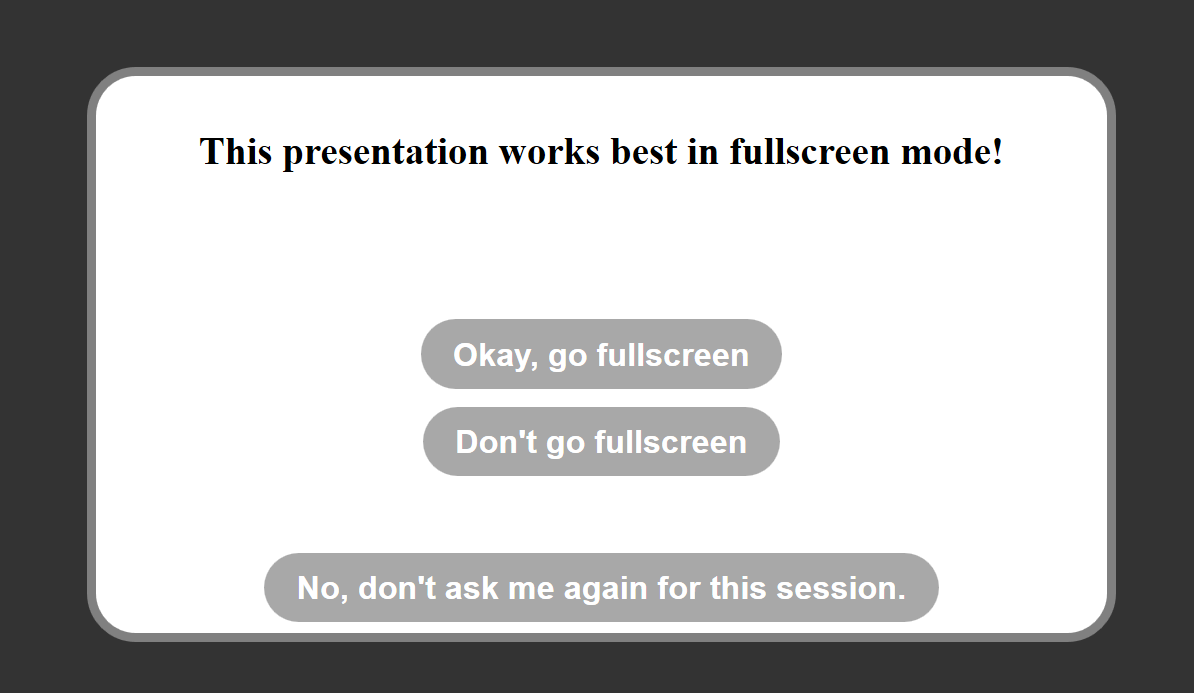 This presentation works best in fullscreen mode!
Okay, go fullscreen
Don't go fullscreen
No, don't ask me again for this session.